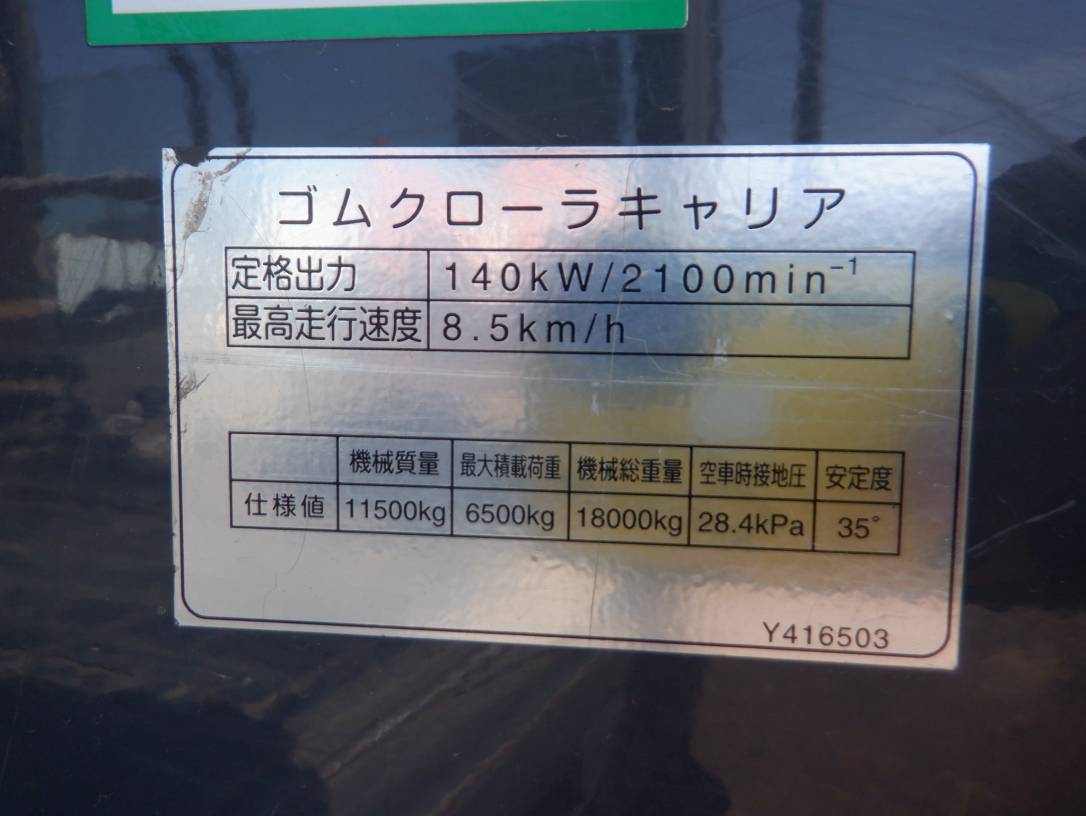 ゴムクローラキャリア
定格出力 140kW/2100min⁻¹
最高走行速度 8.5km/h
機械質量 最大積載荷重 機械総重量 空車時接地圧 安定度
仕様値 11500kg 6500kg 18000kg 28.4kPa 35°
Y416503